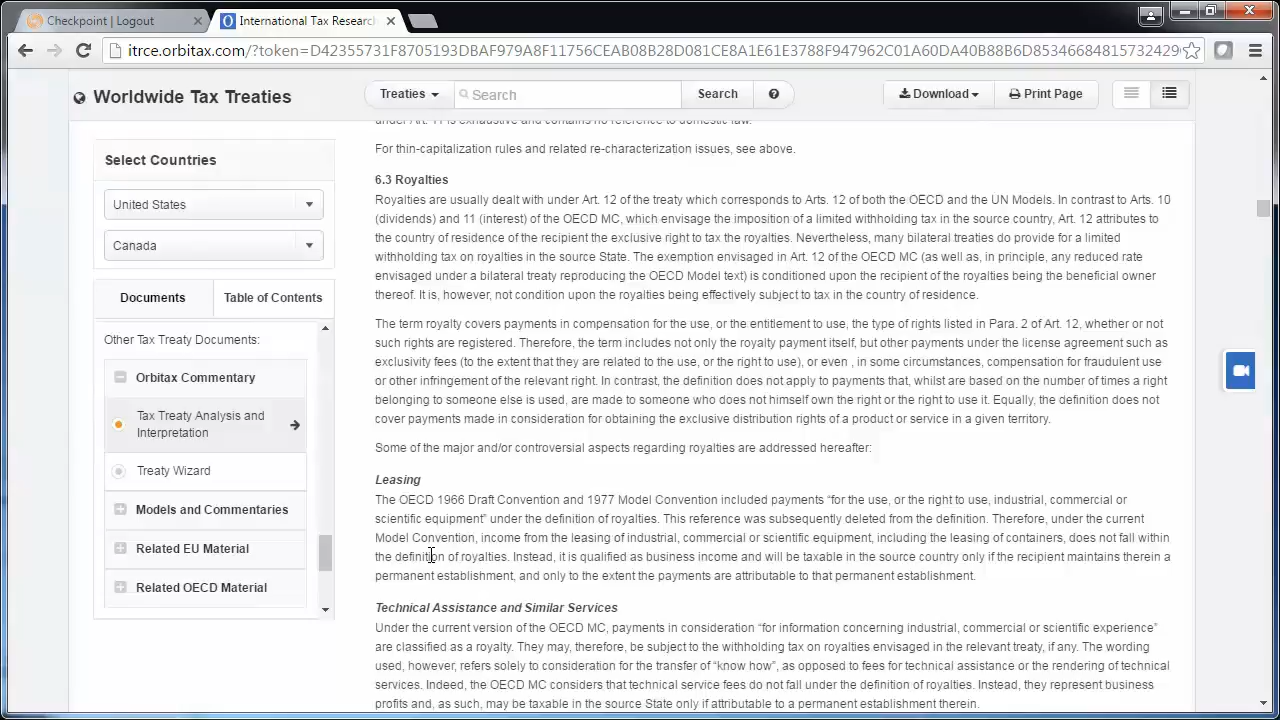 Checkpoint | Logout
International Tax Research
itrce.orbitax.com/?token=D42355731F8705193DBAF979A8F11756CEAB08B28D081CE8A1E61E3788F947962C01A60DA40B88B6D85346684815732429
Worldwide Tax Treaties
Treaties
Search
Search
Download
Print Page
Select Countries
United States
Canada
Documents
Table of Contents
Other Tax Treaty Documents:
Orbitax Commentary
Tax Treaty Analysis and
Interpretation
Treaty Wizard
Models and Commentaries
Related EU Material
Related OECD Material
under Art. 11 is exhaustive and contains no reference to domestic law.
For thin-capitalization rules and related re-characterization issues, see above.
6.3 Royalties
Royalties are usually dealt with under Art. 12 of the treaty which corresponds to Arts. 12 of both the OECD and the UN Models. In contrast to Arts. 10
(dividends) and 11 (interest) of the OECD MC, which envisage the imposition of a limited withholding tax in the source country, Art. 12 attributes to
the country of residence of the recipient the exclusive right to tax the royalties. Nevertheless, many bilateral treaties do provide for a limited
withholding tax on royalties in the source State. The exemption envisaged in Art. 12 of the OECD MC (as well as, in principle, any reduced rate
envisaged under a bilateral treaty reproducing the OECD Model text) is conditioned upon the recipient of the royalties being the beneficial owner
thereof. It is, however, not condition upon the royalties being effectively subject to tax in the country of residence.
The term royalty covers payments in compensation for the use, or the entitlement to use, the type of rights listed in Para. 2 of Art. 12, whether or not
such rights are registered. Therefore, the term includes not only the royalty payment itself, but other payments under the license agreement such as
exclusivity fees (to the extent that they are related to the use, or the right to use), or even , in some circumstances, compensation for fraudulent use
or other infringement of the relevant right. In contrast, the definition does not apply to payments that, whilst are based on the number of times a right
belonging to someone else is used, are made to someone who does not himself own the right or the right to use it. Equally, the definition does not
cover payments made in consideration for obtaining the exclusive distribution rights of a product or service in a given territory.
Some of the major and/or controversial aspects regarding royalties are addressed hereafter:
Leasing
The OECD 1966 Draft Convention and 1977 Model Convention included payments “for the use, or the right to use, industrial, commercial or
scientific equipment” under the definition of royalties. This reference was subsequently deleted from the definition. Therefore, under the current
Model Convention, income from the leasing of industrial, commercial or scientific equipment, including the leasing of containers, does not fall within
the definition of royalties. Instead, it is qualified as business income and will be taxable in the source country only if the recipient maintains therein a
permanent establishment, and only to the extent the payments are attributable to that permanent establishment.
Technical Assistance and Similar Services
Under the current version of the OECD MC, payments in consideration “for information concerning industrial, commercial or scientific experience”
are classified as a royalty. They may, therefore, be subject to the withholding tax on royalties envisaged in the relevant treaty, if any. The wording
used, however, refers solely to consideration for the transfer of “know how”, as opposed to fees for technical assistance or the rendering of technical
services. Indeed, the OECD MC considers that technical service fees do not fall under the definition of royalties. Instead, they represent business
profits and, as such, may be taxable in the source State only if attributable to a permanent establishment therein.